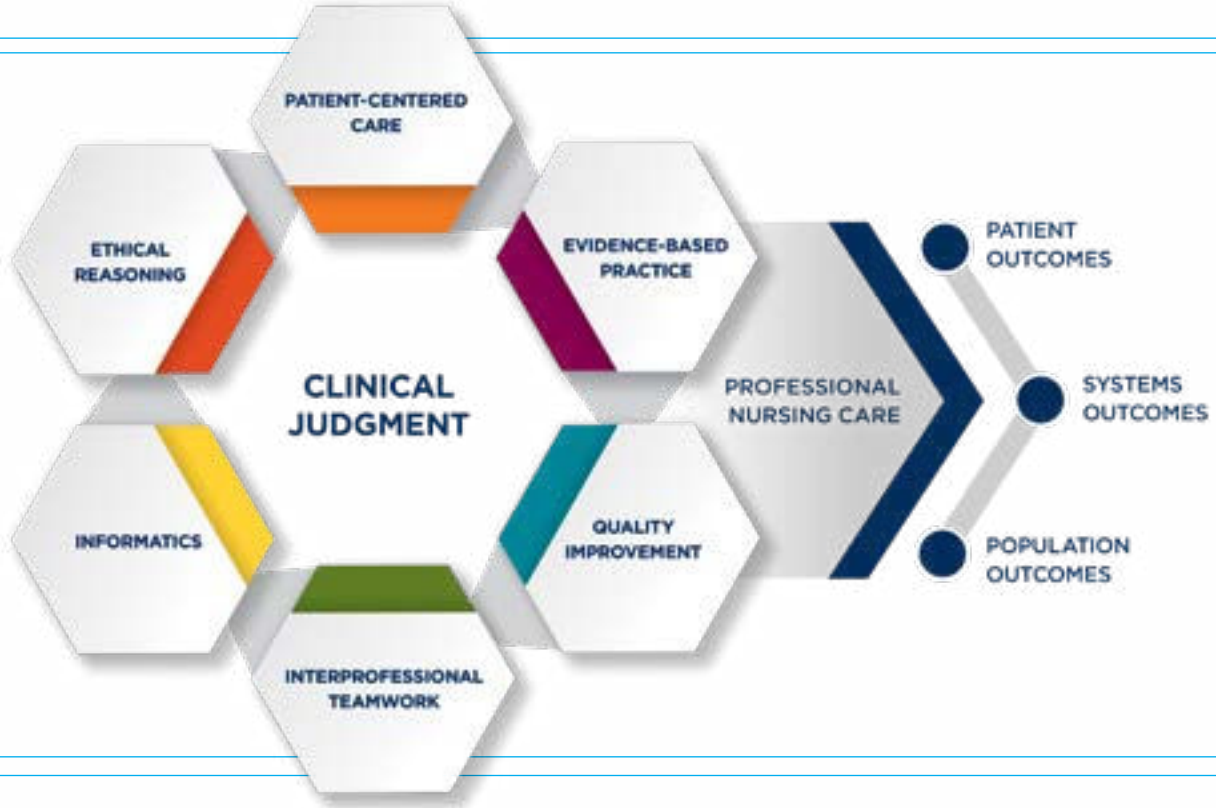 PATIENT-CENTERED
CARE
ETHICAL
REASONING
EVIDENCE-BASED
PRACTICE
CLINICAL
JUDGMENT
INFORMATICS
QUALITY
IMPROVEMENT
INTERPROFESSIONAL
TEAMWORK
PROFESSIONAL
NURSING CARE
PATIENT
OUTCOMES
SYSTEMS
OUTCOMES
POPULATION
OUTCOMES